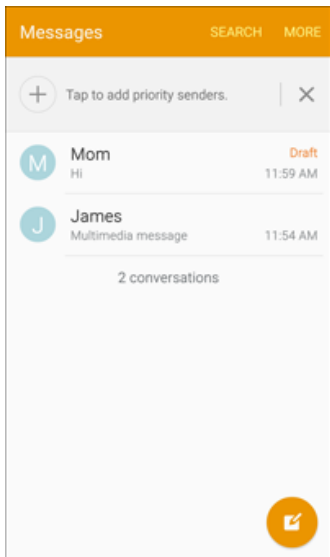 Messages SEARCH MORE
Tap to add priority senders.
M Mom Draft
Hi 11:59 AM
J James
Multimedia message 11:54 AM
2 conversations